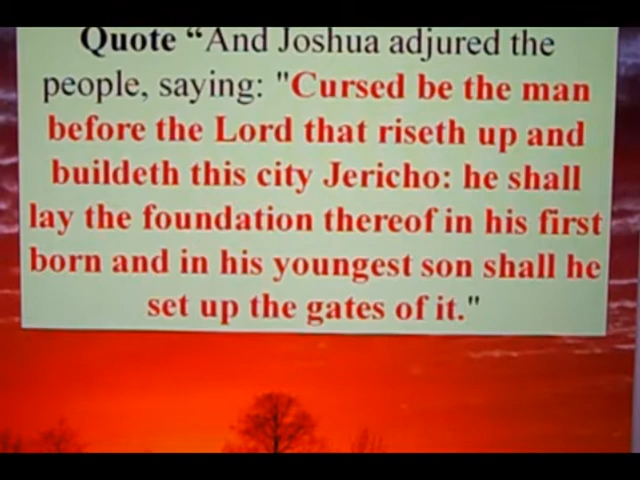 Quote “And Joshua adjured the
people, saying: "Cursed be the man
before the Lord that riseth up and
buildeth this city Jericho: he shall
lay the foundation thereof in his first
born and in his youngest son shall he
set up the gates of it."